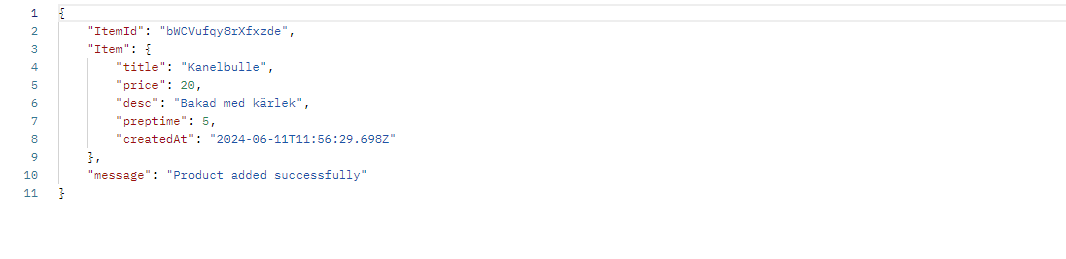 1 {
2 "ItemId": "bWCVufqy8rXfxzde",
3 "Item": {
4 "title": "Kanelbulle",
5 "price": 20,
6 "desc": "Bakad med kärlek",
7 "preptime": 5,
8 "createdAt": "2024-06-11T11:56:29.698Z"
9 },
10 "message": "Product added successfully"
11 }